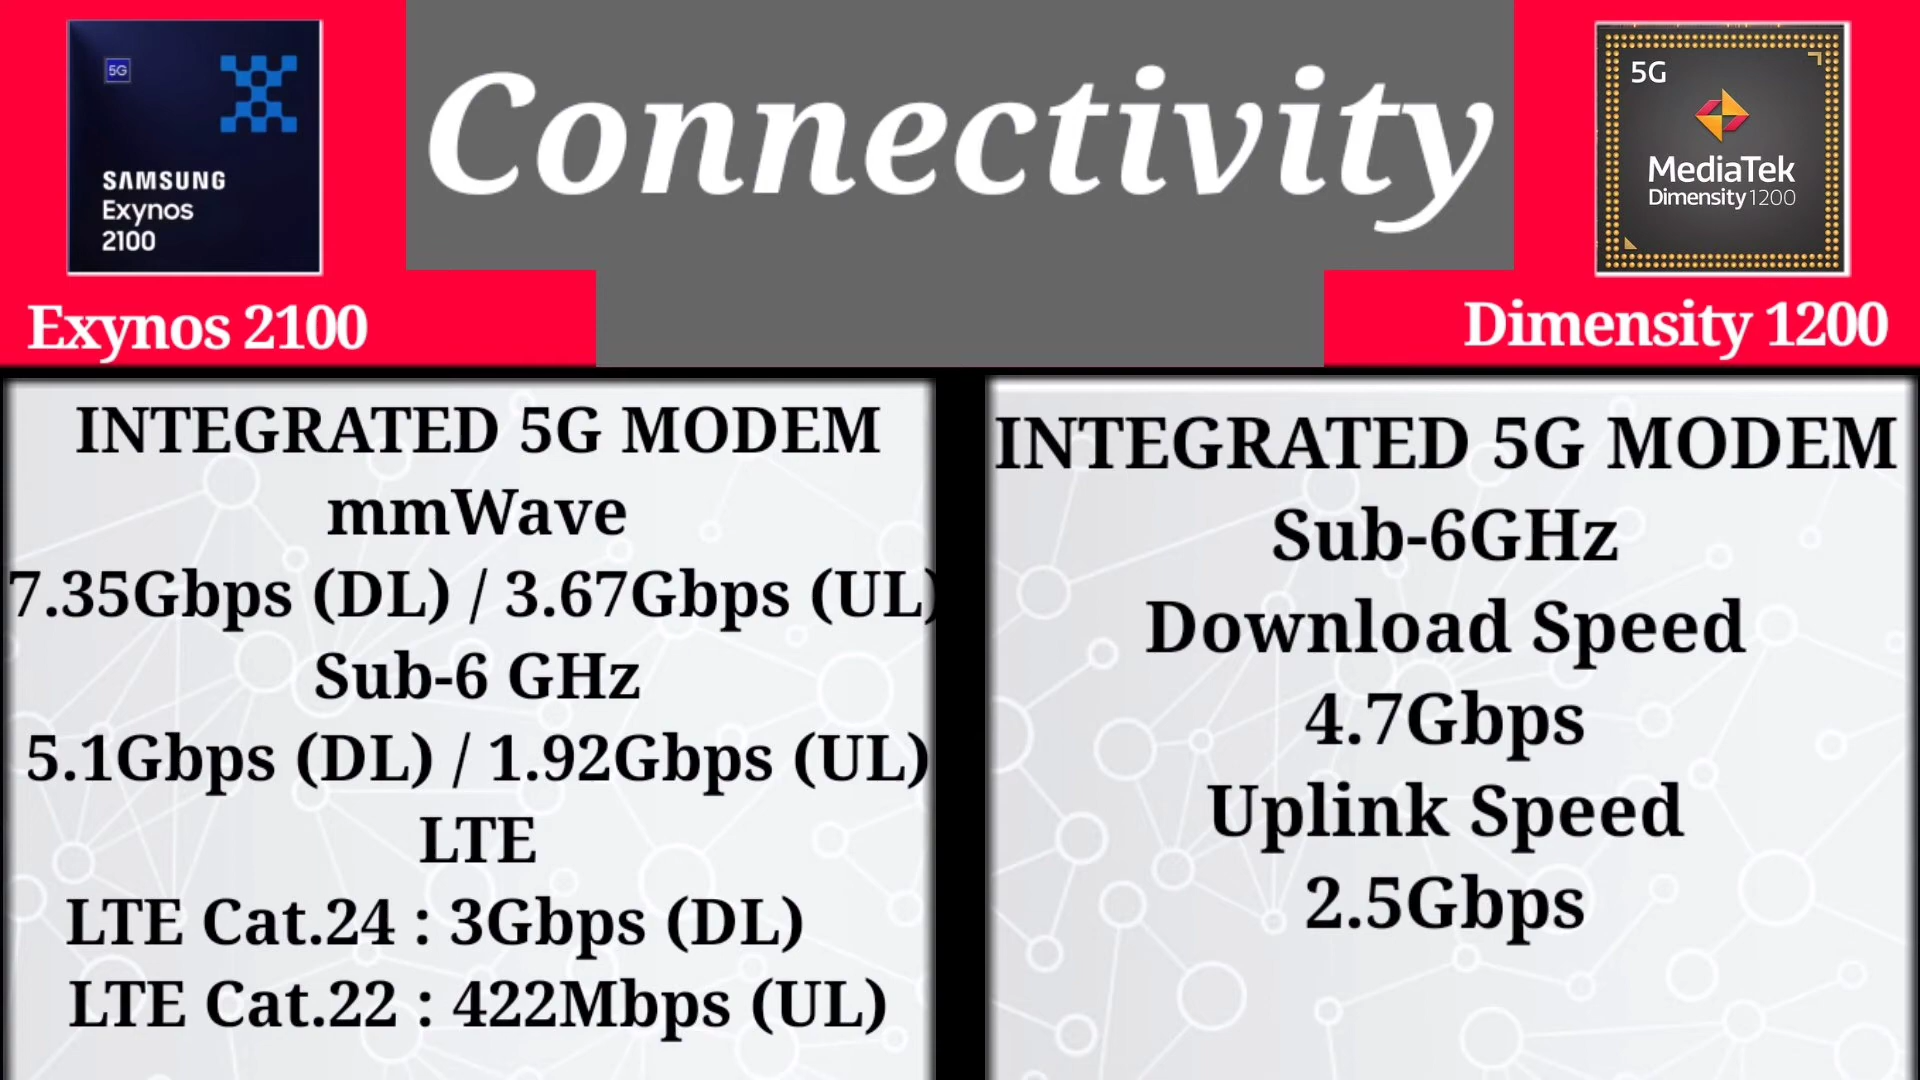 Connectivity
5G
SAMSUNG
Exynos
2100
Exynos 2100
5G
MediaTek
Dimensity 1200
Dimensity 1200
INTEGRATED 5G MODEM
mmWave
7.35Gbps (DL) / 3.67Gbps (UL)
Sub-6 GHz
5.1Gbps (DL) / 1.92Gbps (UL)
LTE
LTE Cat.24 : 3Gbps (DL)
LTE Cat.22 : 422Mbps (UL)
INTEGRATED 5G MODEM
Sub-6GHz
Download Speed
4.7Gbps
Uplink Speed
2.5Gbps